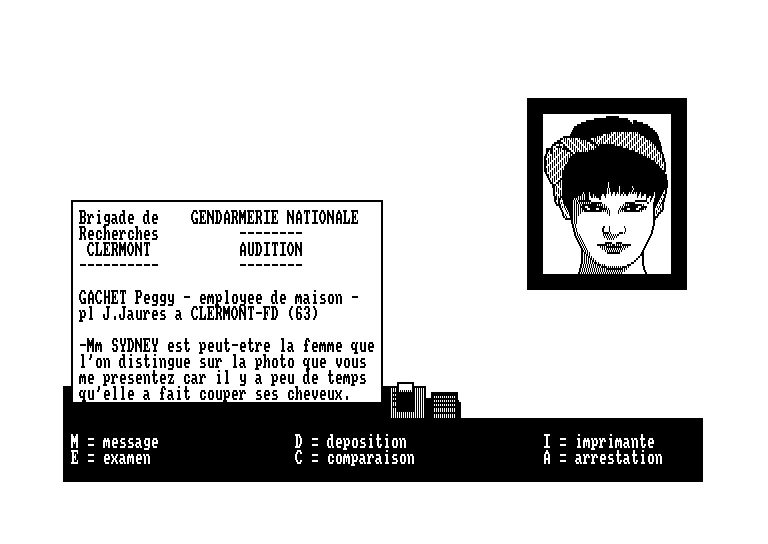 Brigade de GENDARMERIE NATIONALE
Recherches --------
CLERMONT AUDITION
---------- --------
GACHET Peggy - employee de maison -
pl J.Jaures a CLERMONT-FD (63)
-Mm SYDNEY est peut-etre la femme que
l'on distingue sur la photo que vous
me presentez car il y a peu de temps
qu'elle a fait couper ses cheveux.
M = message D = deposition I = imprimante
E = examen C = comparaison A = arrestation